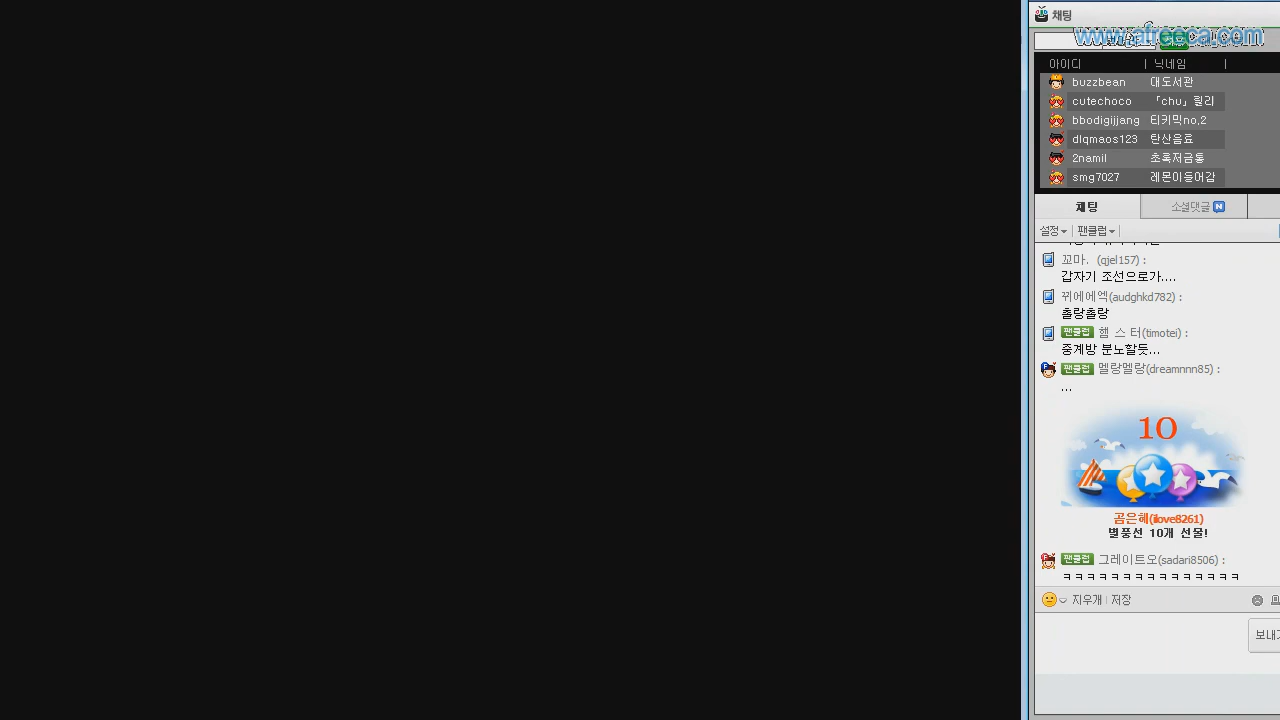 채팅
www.afreeca.com
아이디 닉네임
buzzbean 대도서관
cutechoco 「chu」릴리
bbodigijjang 티키믹no.2
dlqmaos123 탄산음료
2namil 초록저금통
smg7027 레몬이등어감
채팅 소셜댓글 N
설정 팬클럽
꼬마. (qjel157) :
갑자기 조선으로가....
뀌에에엑(audghkd782) :
촐랑촐랑
팬클럽 햄 스 터(timotei) :
중계방 분노할듯...
팬클럽 멜랑멜랑(dreamnnn85) :
...
10
곰은혜(ilove8261)
별풍선 10개 선물!
팬클럽 그레이트오(sadari8506) :
ㅋㅋㅋㅋㅋㅋㅋㅋㅋㅋㅋㅋㅋㅋㅋ
지우개 저장